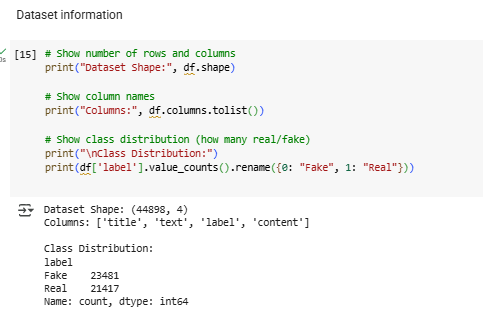 Dataset information
[15] # Show number of rows and columns
print("Dataset Shape:", df.shape)
# Show column names
print("Columns:", df.columns.tolist())
# Show class distribution (how many real/fake)
print("\nClass Distribution:")
print(df['label'].value_counts().rename({0: "Fake", 1: "Real"}))
Dataset Shape: (44898, 4)
Columns: ['title', 'text', 'label', 'content']
Class Distribution:
label
Fake    23481
Real    21417
Name: count, dtype: int64